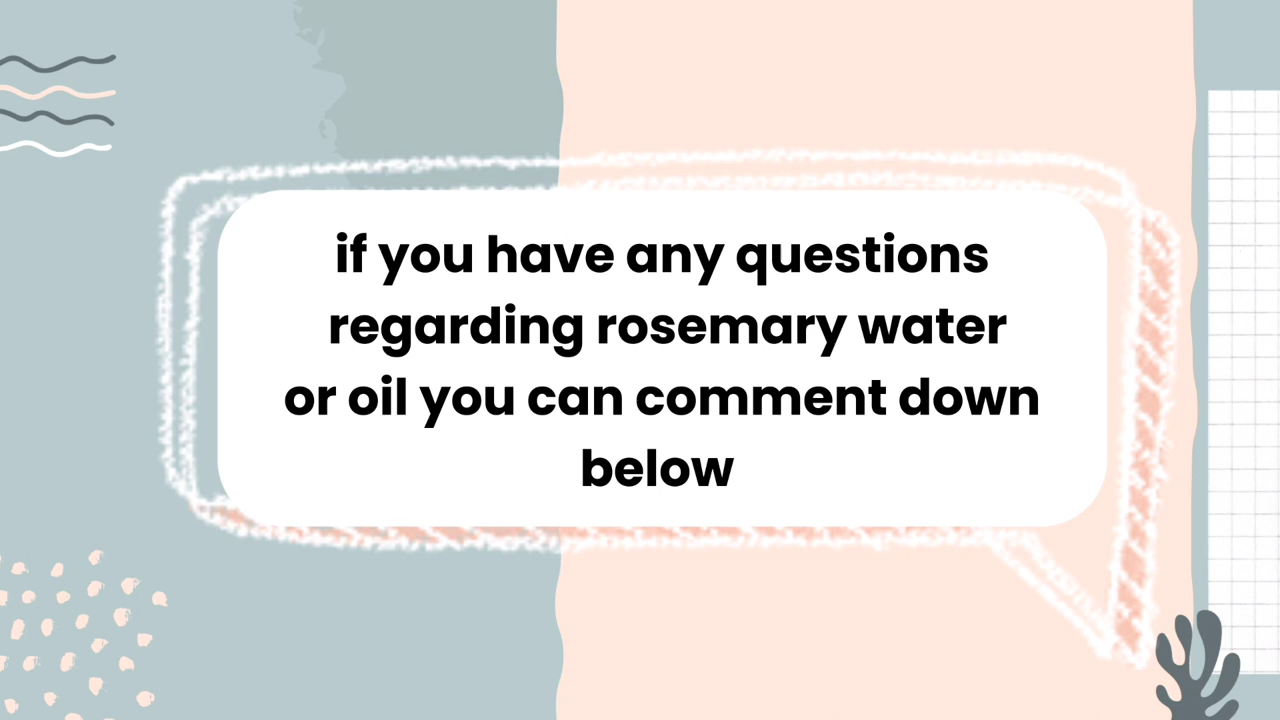 if you have any questions
regarding rosemary water
or oil you can comment down
below